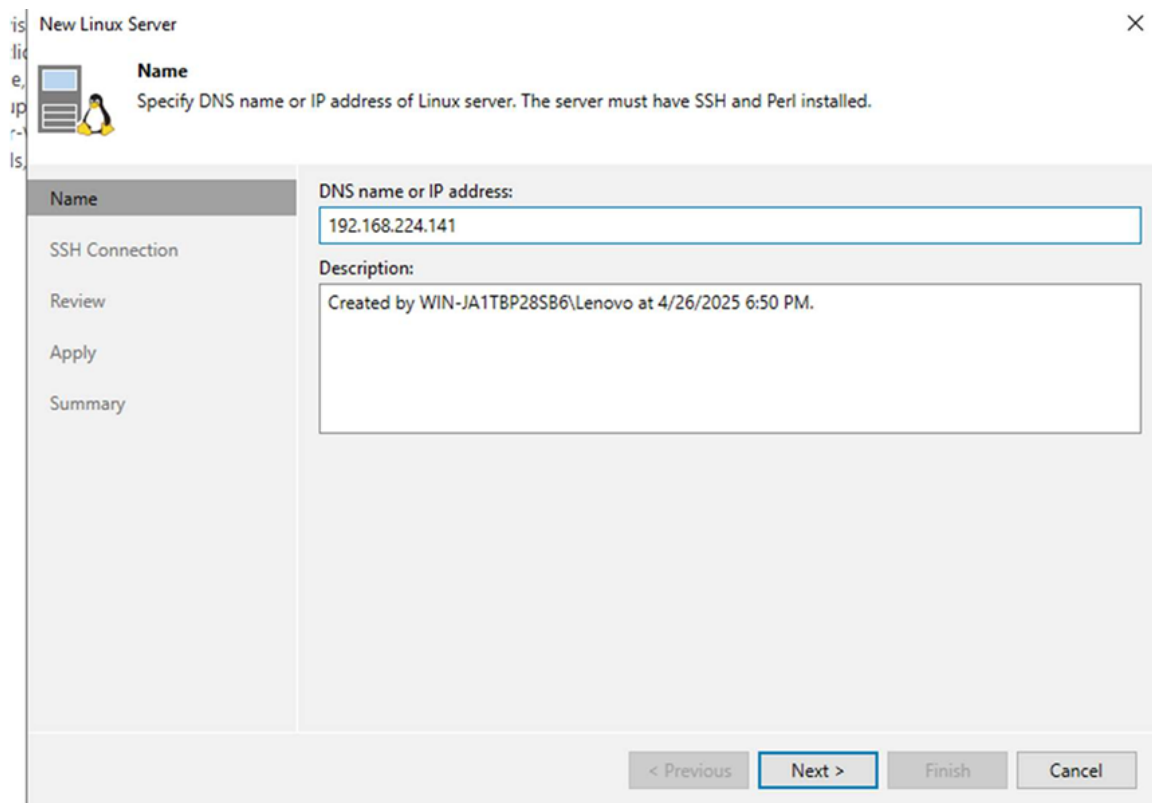 New Linux Server
Name
Specify DNS name or IP address of Linux server. The server must have SSH and Perl installed.
Name
SSH Connection
Review
Apply
Summary
DNS name or IP address:
192.168.224.141
Description:
Created by WIN-JA1TBP28SB6\Lenovo at 4/26/2025 6:50 PM.
< Previous
Next >
Finish
Cancel